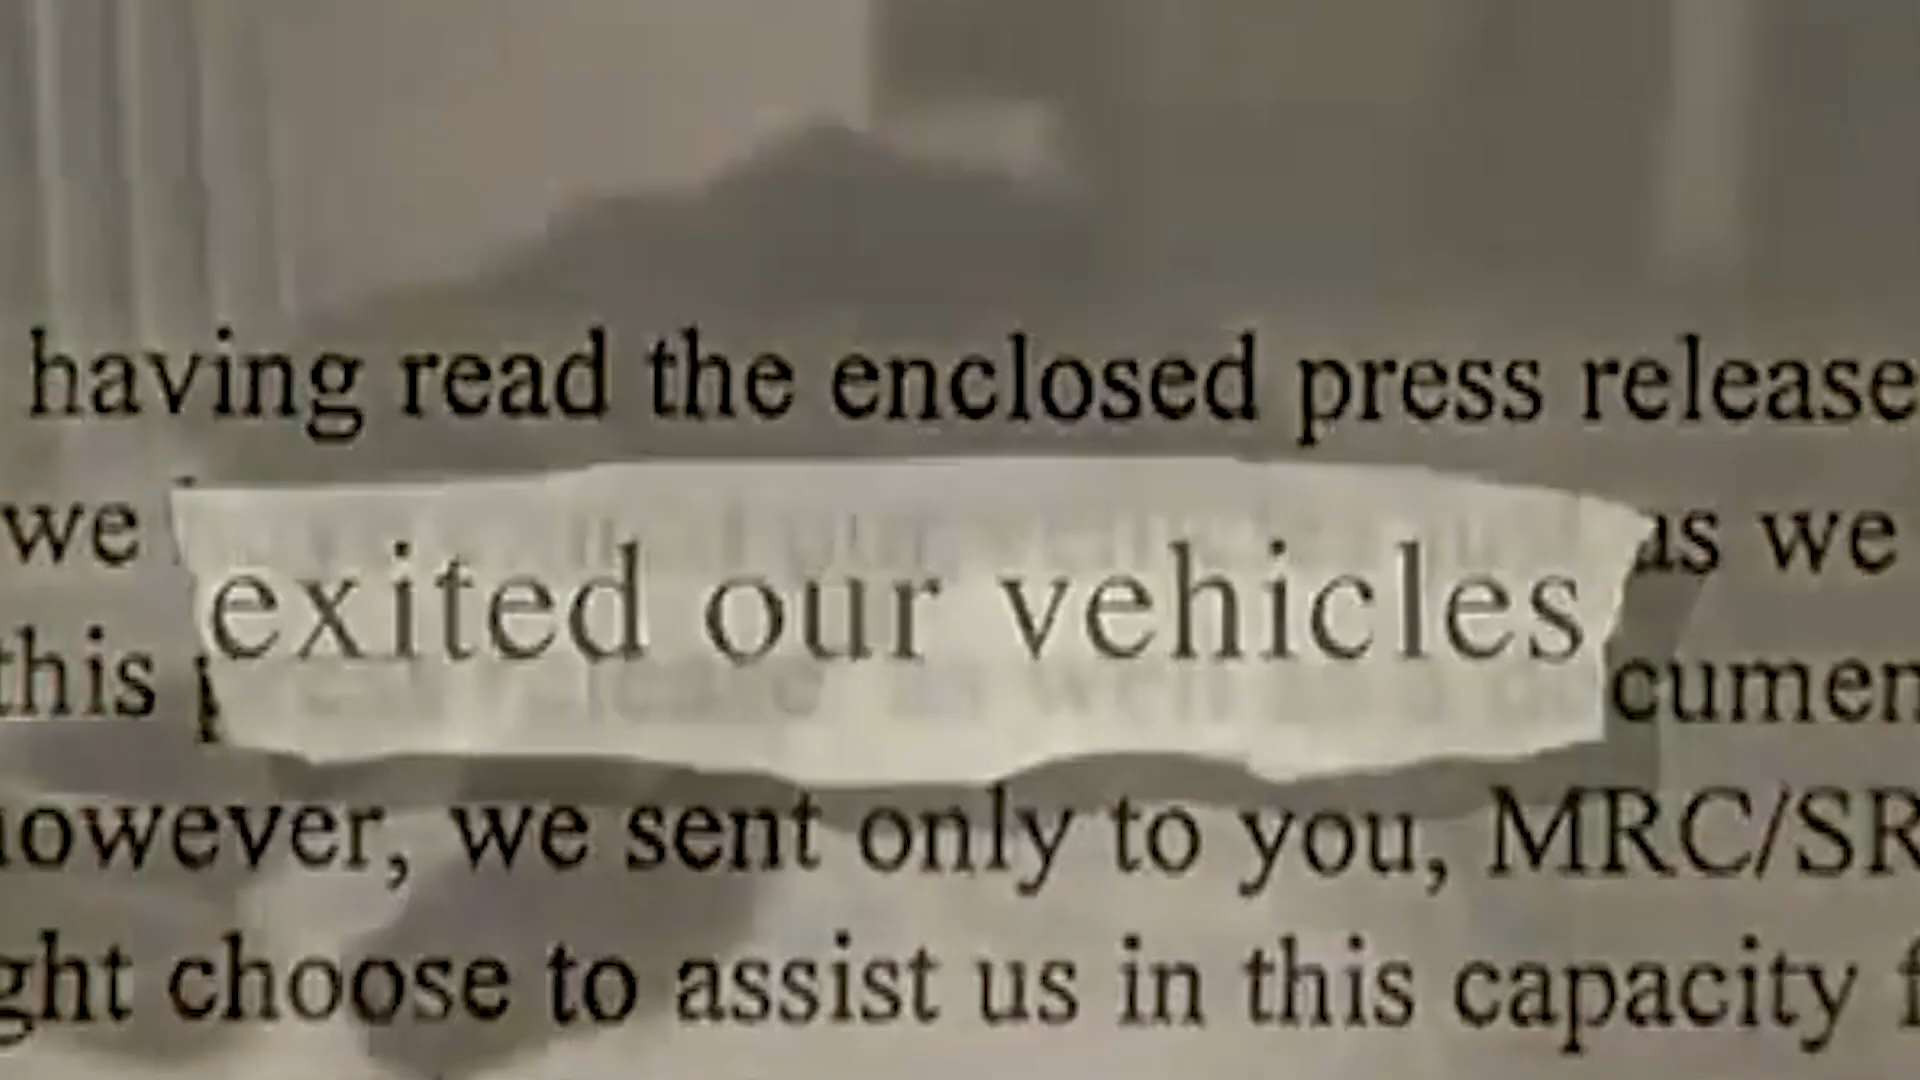 having read the enclosed press release
we
as we
exited our vehicles
this
cumen
owever, we sent only to you, MRC/SR
ght choose to assist us in this capacity f